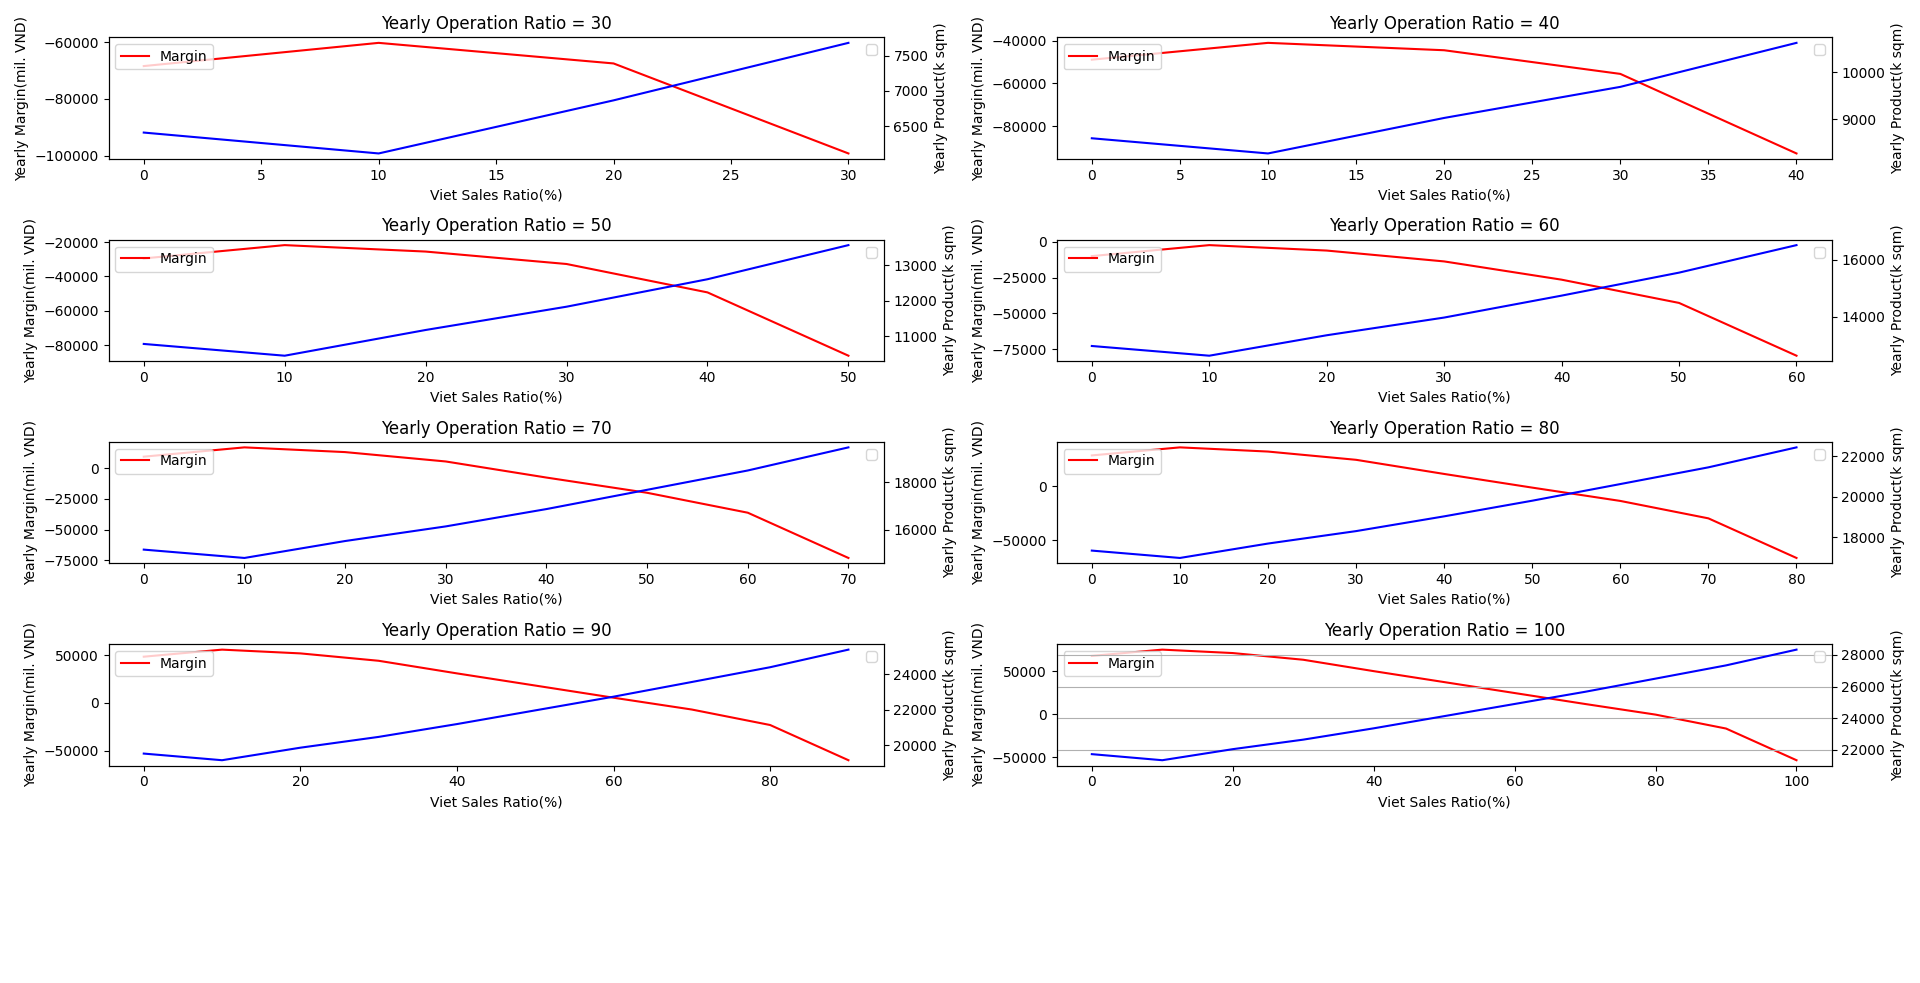 Yearly Operation Ratio = 30
Yearly Margin(mil. VND)
−60000
−80000
−100000
Margin
7500
7000
6500
Yearly Product(k sqm)
0 5 10 15 20 25 30
Viet Sales Ratio(%)
Yearly Operation Ratio = 40
Yearly Margin(mil. VND)
−40000
−60000
−80000
Margin
10000
9000
Yearly Product(k sqm)
0 5 10 15 20 25 30 35 40
Viet Sales Ratio(%)
Yearly Operation Ratio = 50
Yearly Margin(mil. VND)
−20000
−40000
−60000
−80000
Margin
13000
12000
11000
Yearly Product(k sqm)
0 10 20 30 40 50
Viet Sales Ratio(%)
Yearly Operation Ratio = 60
Yearly Margin(mil. VND)
0
−25000
−50000
−75000
Margin
16000
14000
Yearly Product(k sqm)
0 10 20 30 40 50 60
Viet Sales Ratio(%)
Yearly Operation Ratio = 70
Yearly Margin(mil. VND)
0
−25000
−50000
−75000
Margin
18000
16000
Yearly Product(k sqm)
0 10 20 30 40 50 60 70
Viet Sales Ratio(%)
Yearly Operation Ratio = 80
Yearly Margin(mil. VND)
0
−50000
Margin
22000
20000
18000
Yearly Product(k sqm)
0 10 20 30 40 50 60 70 80
Viet Sales Ratio(%)
Yearly Operation Ratio = 90
Yearly Margin(mil. VND)
50000
0
−50000
Margin
24000
22000
20000
Yearly Product(k sqm)
0 20 40 60 80
Viet Sales Ratio(%)
Yearly Operation Ratio = 100
Yearly Margin(mil. VND)
50000
0
−50000
Margin
28000
26000
24000
22000
Yearly Product(k sqm)
0 20 40 60 80 100
Viet Sales Ratio(%)